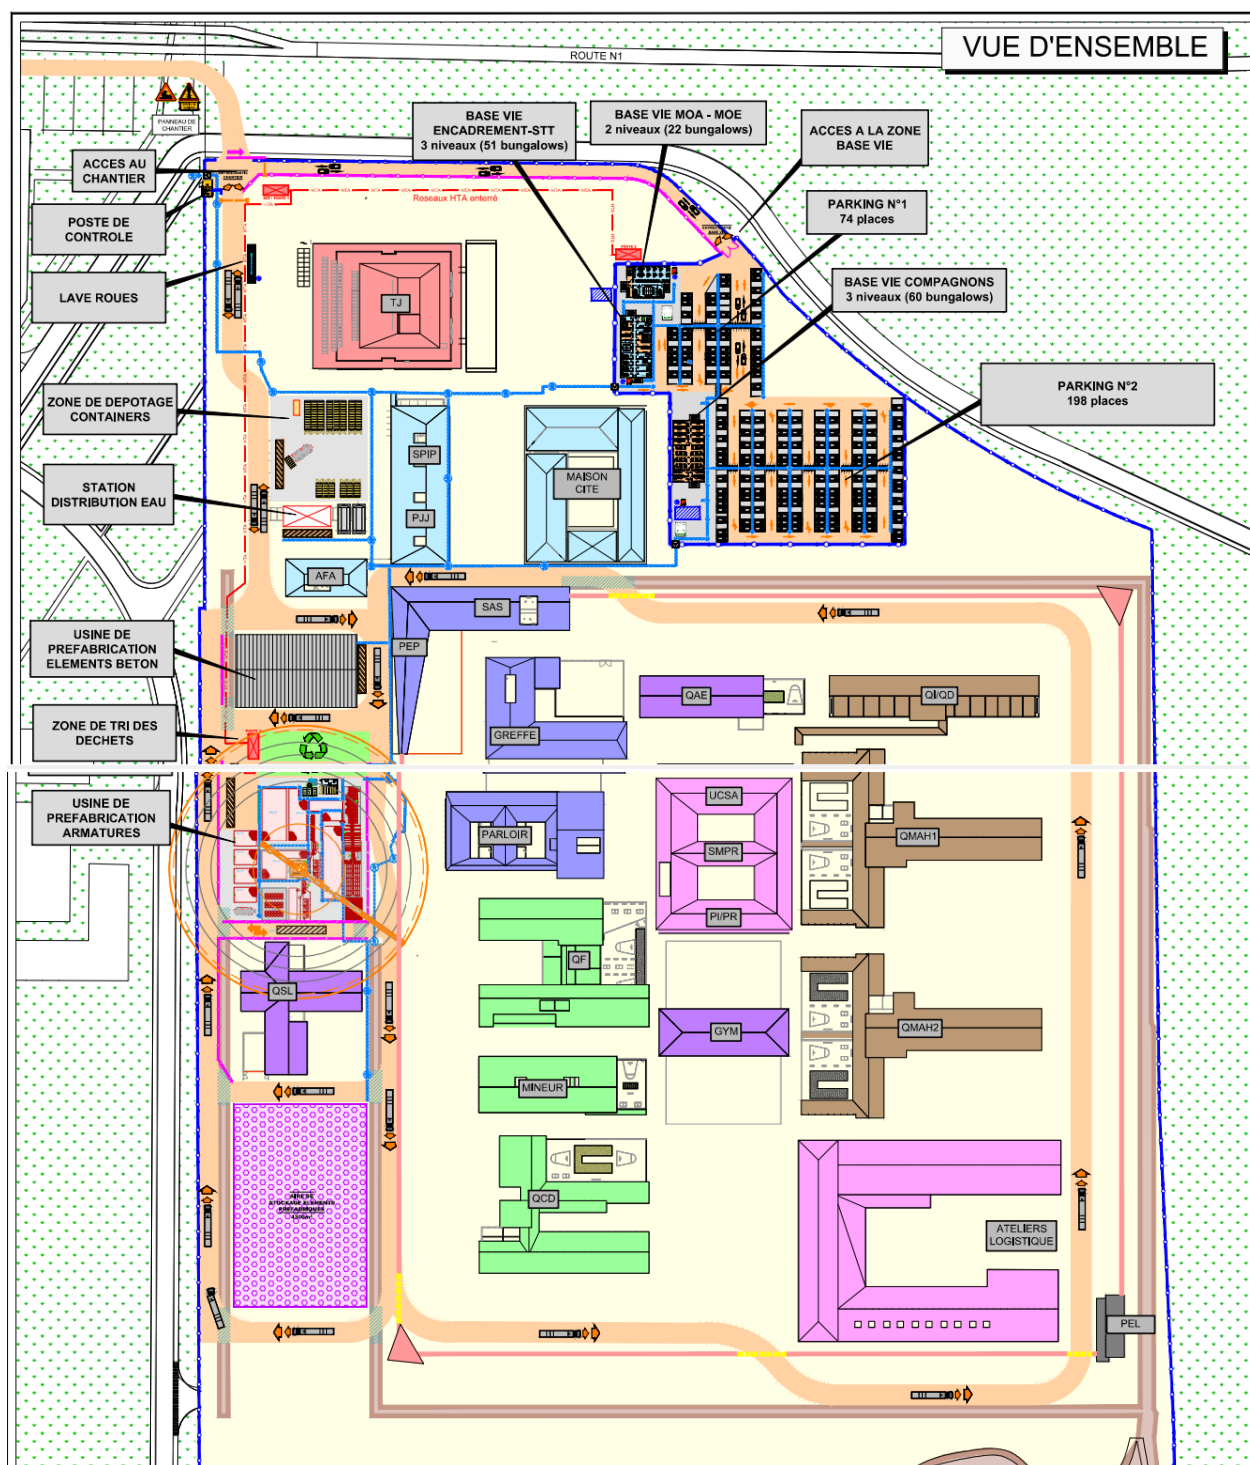 VUE D'ENSEMBLE
ROUTE N1
PANNEAU DE
CHANTIER
BASE VIE
ENCADREMENT-STT
3 niveaux (51 bungalows)
BASE VIE MOA - MOE
2 niveaux (22 bungalows)
ACCES A LA ZONE
BASE VIE
ACCES AU
CHANTIER
PARKING N°1
74 places
POSTE DE
CONTROLE
Reseaux HTA enterré
LAVE ROUES
BASE VIE COMPAGNONS
3 niveaux (60 bungalows)
TJ
ZONE DE DEPOTAGE
CONTAINERS
PARKING N°2
198 places
SPIP
MAISON
CITE
STATION
DISTRIBUTION EAU
PJJ
AFA
SAS
USINE DE
PREFABRICATION
ELEMENTS BETON
PEP
QAE
QI/QD
GREFFE
ZONE DE TRI DES
DECHETS
USINE DE
PREFABRICATION
ARMATURES
UCSA
PARLOIR
QMAH1
SMPR
PI/PR
QF
QSL
GYM
QMAH2
MINEUR
QCD
AIRE DE
STOCKAGE ELEMENTS
PREFABRIQUES
ATELIERS
LOGISTIQUE
PEL